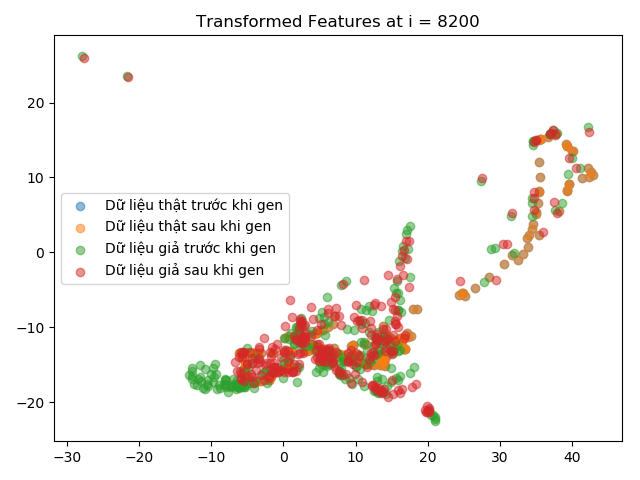 Transformed Features at i = 8200
20
10
0
−10
−20
Dữ liệu thật trước khi gen
Dữ liệu thật sau khi gen
Dữ liệu giả trước khi gen
Dữ liệu giả sau khi gen
−30 −20 −10 0 10 20 30 40